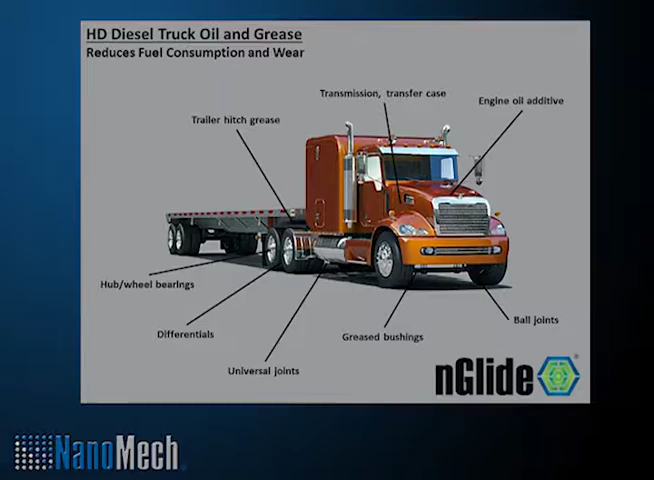 HD Diesel Truck Oil and Grease
Reduces Fuel Consumption and Wear
Transmission, transfer case
Engine oil additive
Trailer hitch grease
Hub/wheel bearings
Differentials
Universal joints
Greased bushings
Ball joints
nGlide®
NanoMech